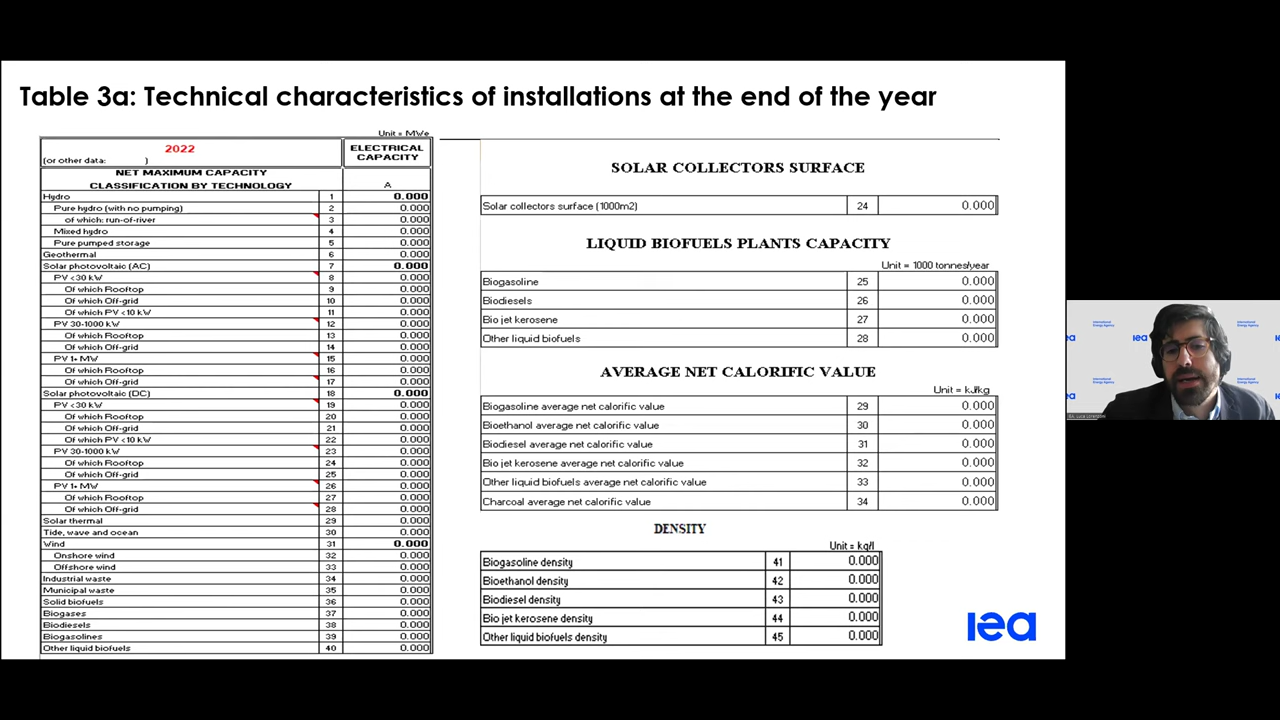 Table 3a: Technical characteristics of installations at the end of the year
Unit = MWe
2022
(or other data: )
ELECTRICAL
CAPACITY
NET MAXIMUM CAPACITY
CLASSIFICATION BY TECHNOLOGY A
Hydro 1 0.000
Pure hydro (with no pumping) 2 0.000
of which: run-of-river 3 0.000
Mixed hydro 4 0.000
Pure pumped storage 5 0.000
Geothermal 6 0.000
Solar photovoltaic (AC) 7 0.000
PV <30 kW 8 0.000
Of which Rooftop 9 0.000
Of which Off-grid 10 0.000
Of which PV <10 kW 11 0.000
PV 30-1000 kW 12 0.000
Of which Rooftop 13 0.000
Of which Off-grid 14 0.000
PV 1+ MW 15 0.000
Of which Rooftop 16 0.000
Of which Off-grid 17 0.000
Solar photovoltaic (DC) 18 0.000
PV <30 kW 19 0.000
Of which Rooftop 20 0.000
Of which Off-grid 21 0.000
Of which PV <10 kW 22 0.000
PV 30-1000 kW 23 0.000
Of which Rooftop 24 0.000
Of which Off-grid 25 0.000
PV 1+ MW 26 0.000
Of which Rooftop 27 0.000
Of which Off-grid 28 0.000
Solar thermal 29 0.000
Tide, wave and ocean 30 0.000
Wind 31 0.000
Onshore wind 32 0.000
Offshore wind 33 0.000
Industrial waste 34 0.000
Municipal waste 35 0.000
Solid biofuels 36 0.000
Biogases 37 0.000
Biodiesels 38 0.000
Biogasolines 39 0.000
Other liquid biofuels 40 0.000
SOLAR COLLECTORS SURFACE
Solar collectors surface (1000m2) 24 0.000
LIQUID BIOFUELS PLANTS CAPACITY
Unit = 1000 tonnes/year
Biogasoline 25 0.000
Biodiesels 26 0.000
Bio jet kerosene 27 0.000
Other liquid biofuels 28 0.000
AVERAGE NET CALORIFIC VALUE
Unit = kJ/kg
Biogasoline average net calorific value 29 0.000
Bioethanol average net calorific value 30 0.000
Biodiesel average net calorific value 31 0.000
Bio jet kerosene average net calorific value 32 0.000
Other liquid biofuels average net calorific value 33 0.000
Charcoal average net calorific value 34 0.000
DENSITY
Unit = kg/l
Biogasoline density 41 0.000
Bioethanol density 42 0.000
Biodiesel density 43 0.000
Bio jet kerosene density 44 0.000
Other liquid biofuels density 45 0.000
iea
International
Energy Agency
International
Energy Agency
iea
iea
International
Energy Agency
International
Energy Agency